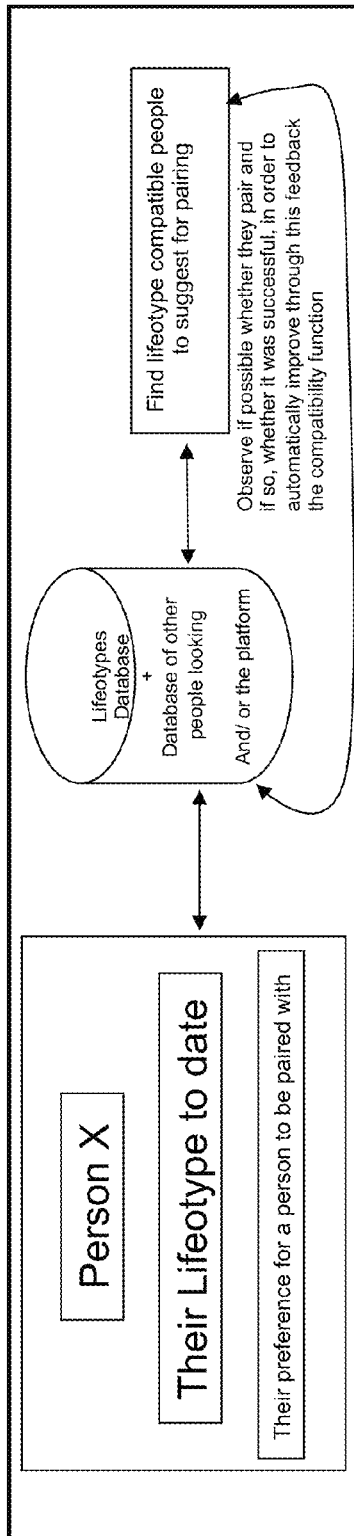 Person X
Their Lifeotype to date
Their preference for a person to be paired with
Lifeotypes
Database
+
Database of other
people looking
And/ or the platform
Find lifeotype compatible people
to suggest for pairing
Observe if possible whether they pair and
if so, whether it was successful, in order to
automatically improve through this feedback
the compatibility function